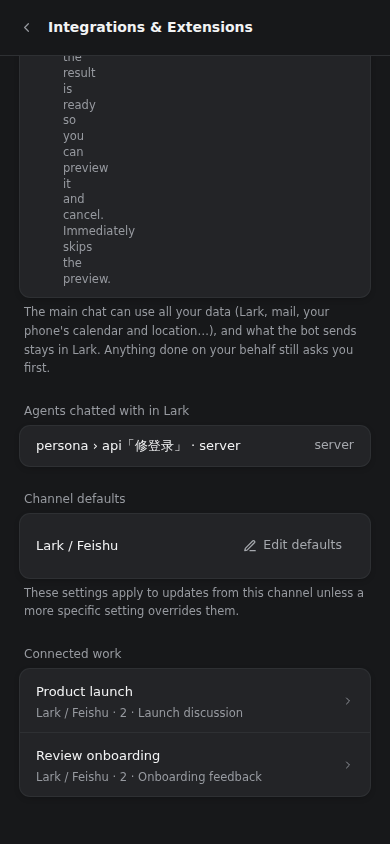 Integrations & Extensions
the
result
is
ready
so
you
can
preview
it
and
cancel.
Immediately
skips
the
preview.
The main chat can use all your data (Lark, mail, your
phone's calendar and location...), and what the bot sends
stays in Lark. Anything done on your behalf still asks you
first.
Agents chatted with in Lark
persona › api「修登录」 · server
server
Channel defaults
Lark / Feishu
Edit defaults
These settings apply to updates from this channel unless a
more specific setting overrides them.
Connected work
Product launch
Lark / Feishu · 2 · Launch discussion
Review onboarding
Lark / Feishu · 2 · Onboarding feedback